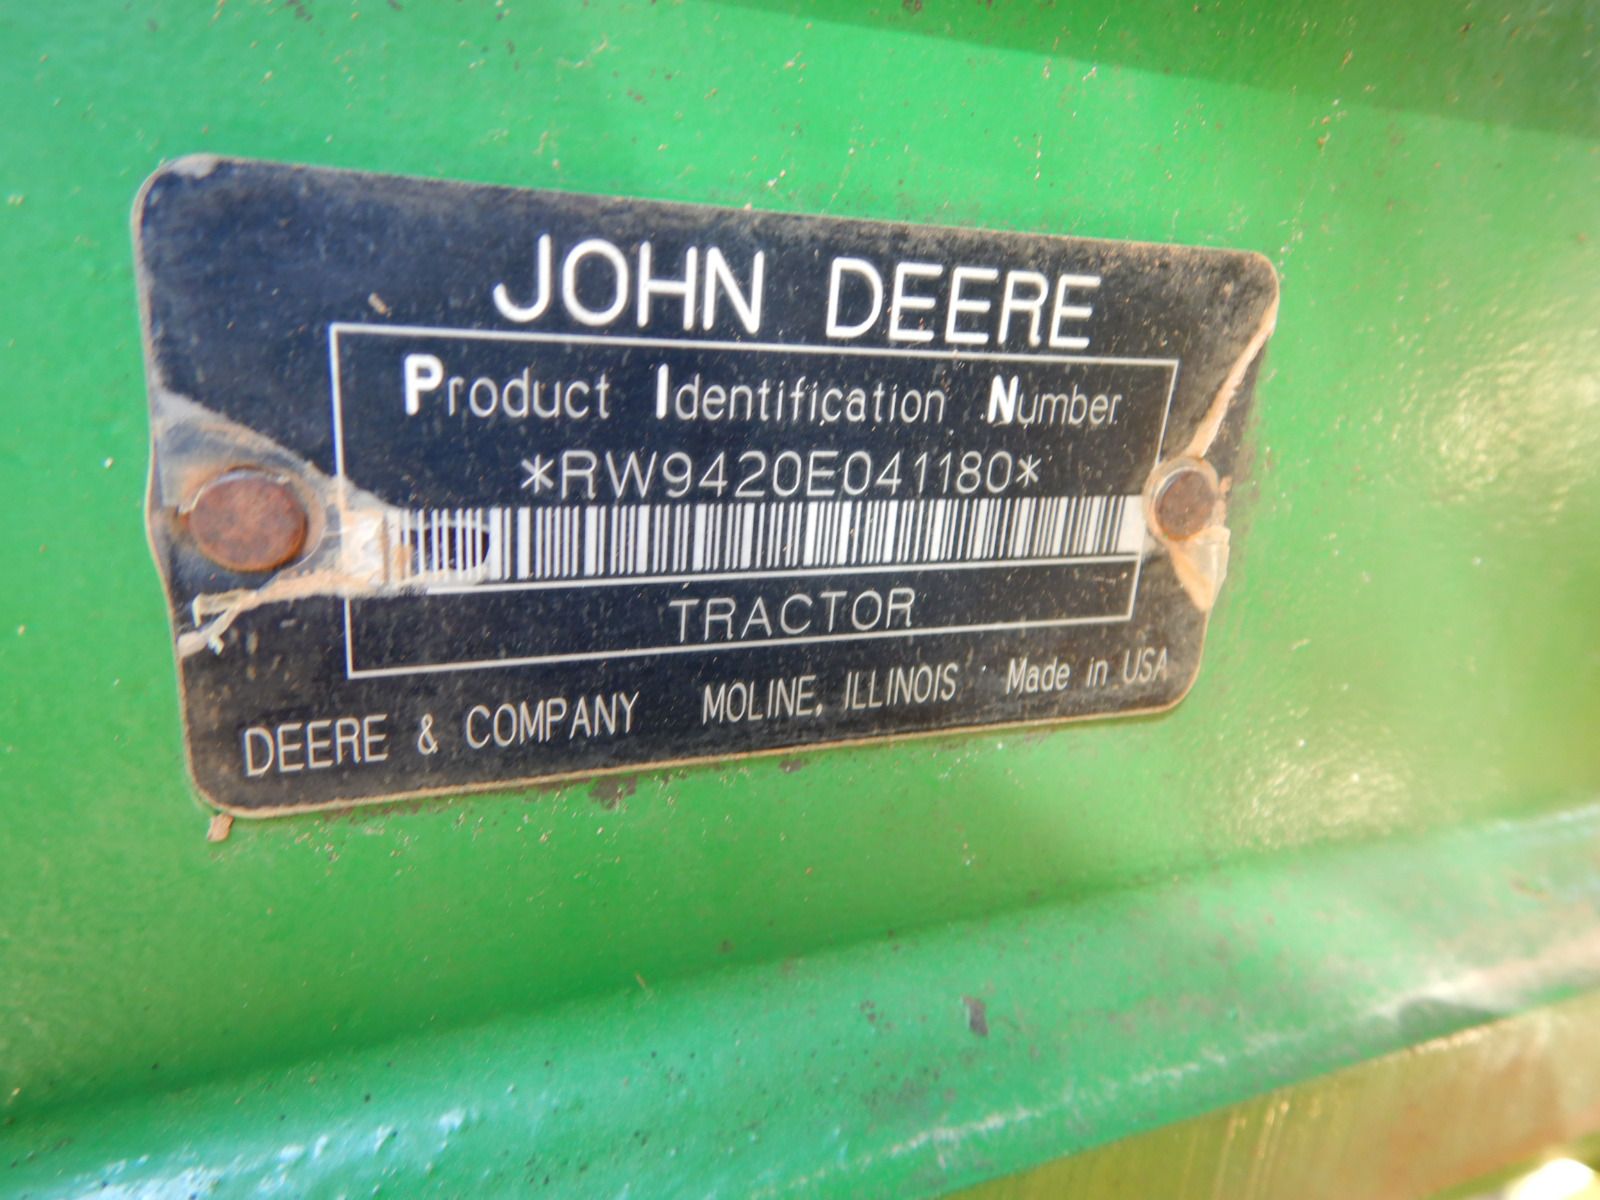 JOHN DEERE
Product Identification Number
*RW9420E041180*
TRACTOR
DEERE & COMPANY MOLINE, ILLINOIS Made in USA